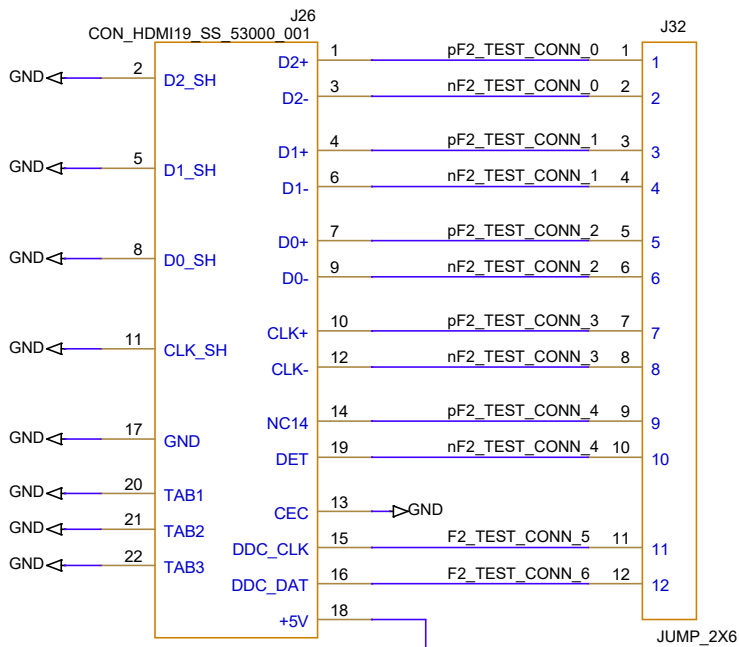 J26
J32
CON_HDMI19_SS_53000_001
D2+ 1 pF2_TEST_CONN_0 1 1
GND 2 D2_SH
D2- 3 nF2_TEST_CONN_0 2 2
D1+ 4 pF2_TEST_CONN_1 3 3
GND 5 D1_SH
D1- 6 nF2_TEST_CONN_1 4 4
D0+ 7 pF2_TEST_CONN_2 5 5
GND 8 D0_SH
D0- 9 nF2_TEST_CONN_2 6 6
CLK+ 10 pF2_TEST_CONN_3 7 7
GND 11 CLK_SH
CLK- 12 nF2_TEST_CONN_3 8 8
NC14 14 pF2_TEST_CONN_4 9 9
GND 17 GND
DET 19 nF2_TEST_CONN_4 10 10
GND 20 TAB1
CEC 13 GND
GND 21 TAB2
DDC_CLK 15 F2_TEST_CONN_5 11 11
GND 22 TAB3
DDC_DAT 16 F2_TEST_CONN_6 12 12
+5V 18
JUMP_2X6